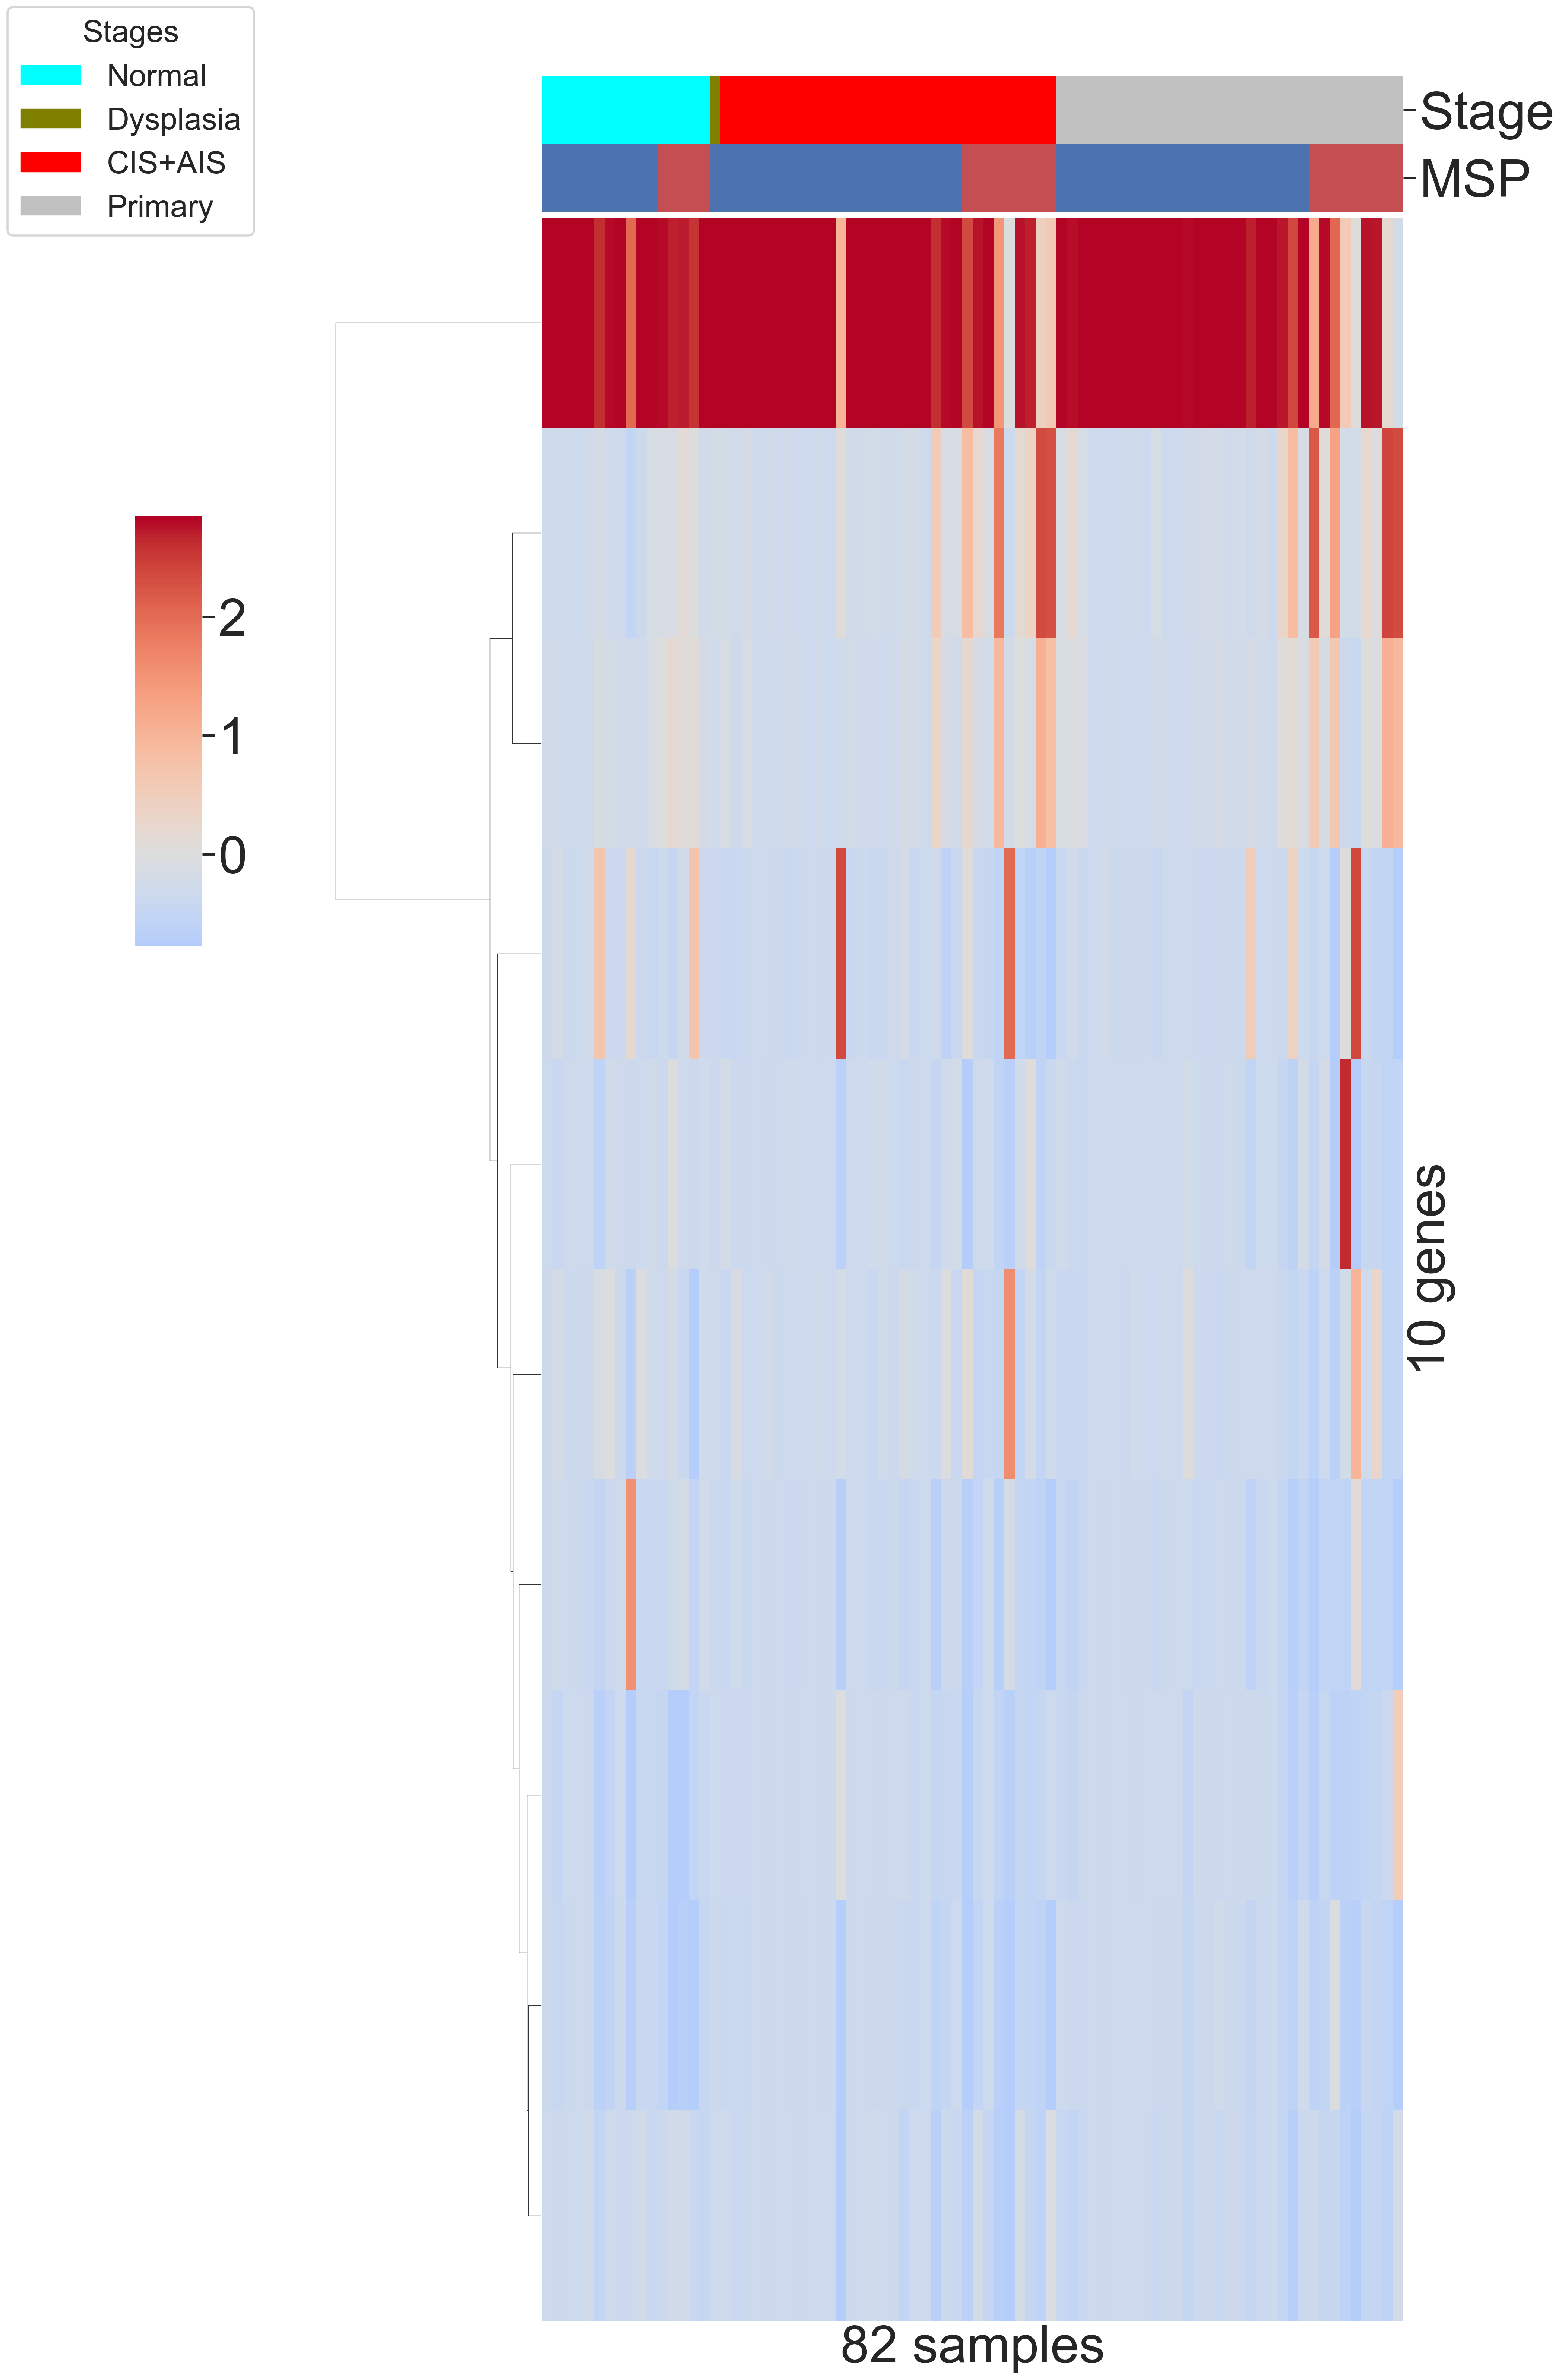 Stages
Normal
Dysplasia
CIS+AIS
Primary
Stage
MSP
2
1
0
10 genes
82 samples